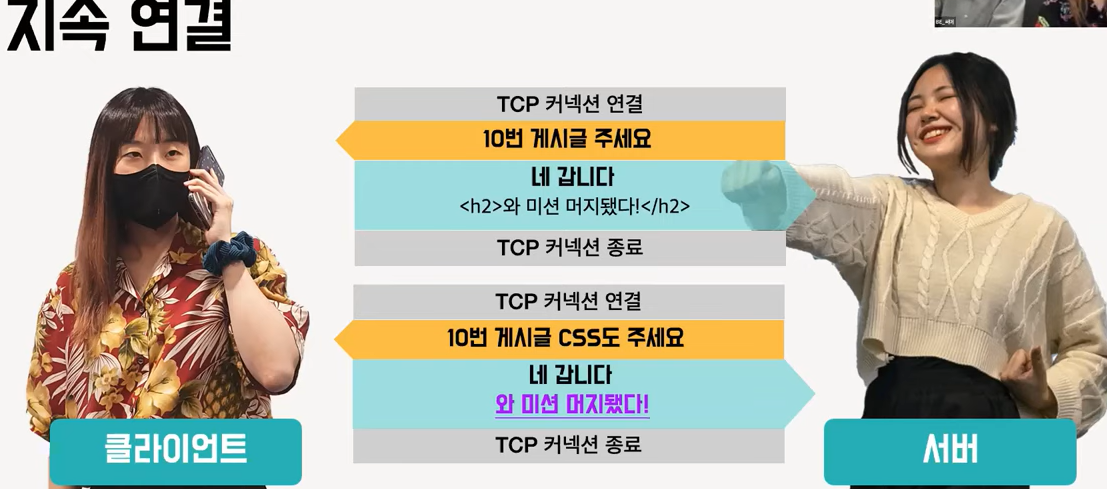 지속 연결
TCP 커넥션 연결
10번 게시글 주세요
네 갑니다
<h2>와 미션 머지됐다!</h2>
TCP 커넥션 종료
TCP 커넥션 연결
10번 게시글 CSS도 주세요
네 갑니다
와 미션 머지됐다!
TCP 커넥션 종료
클라이언트
서버